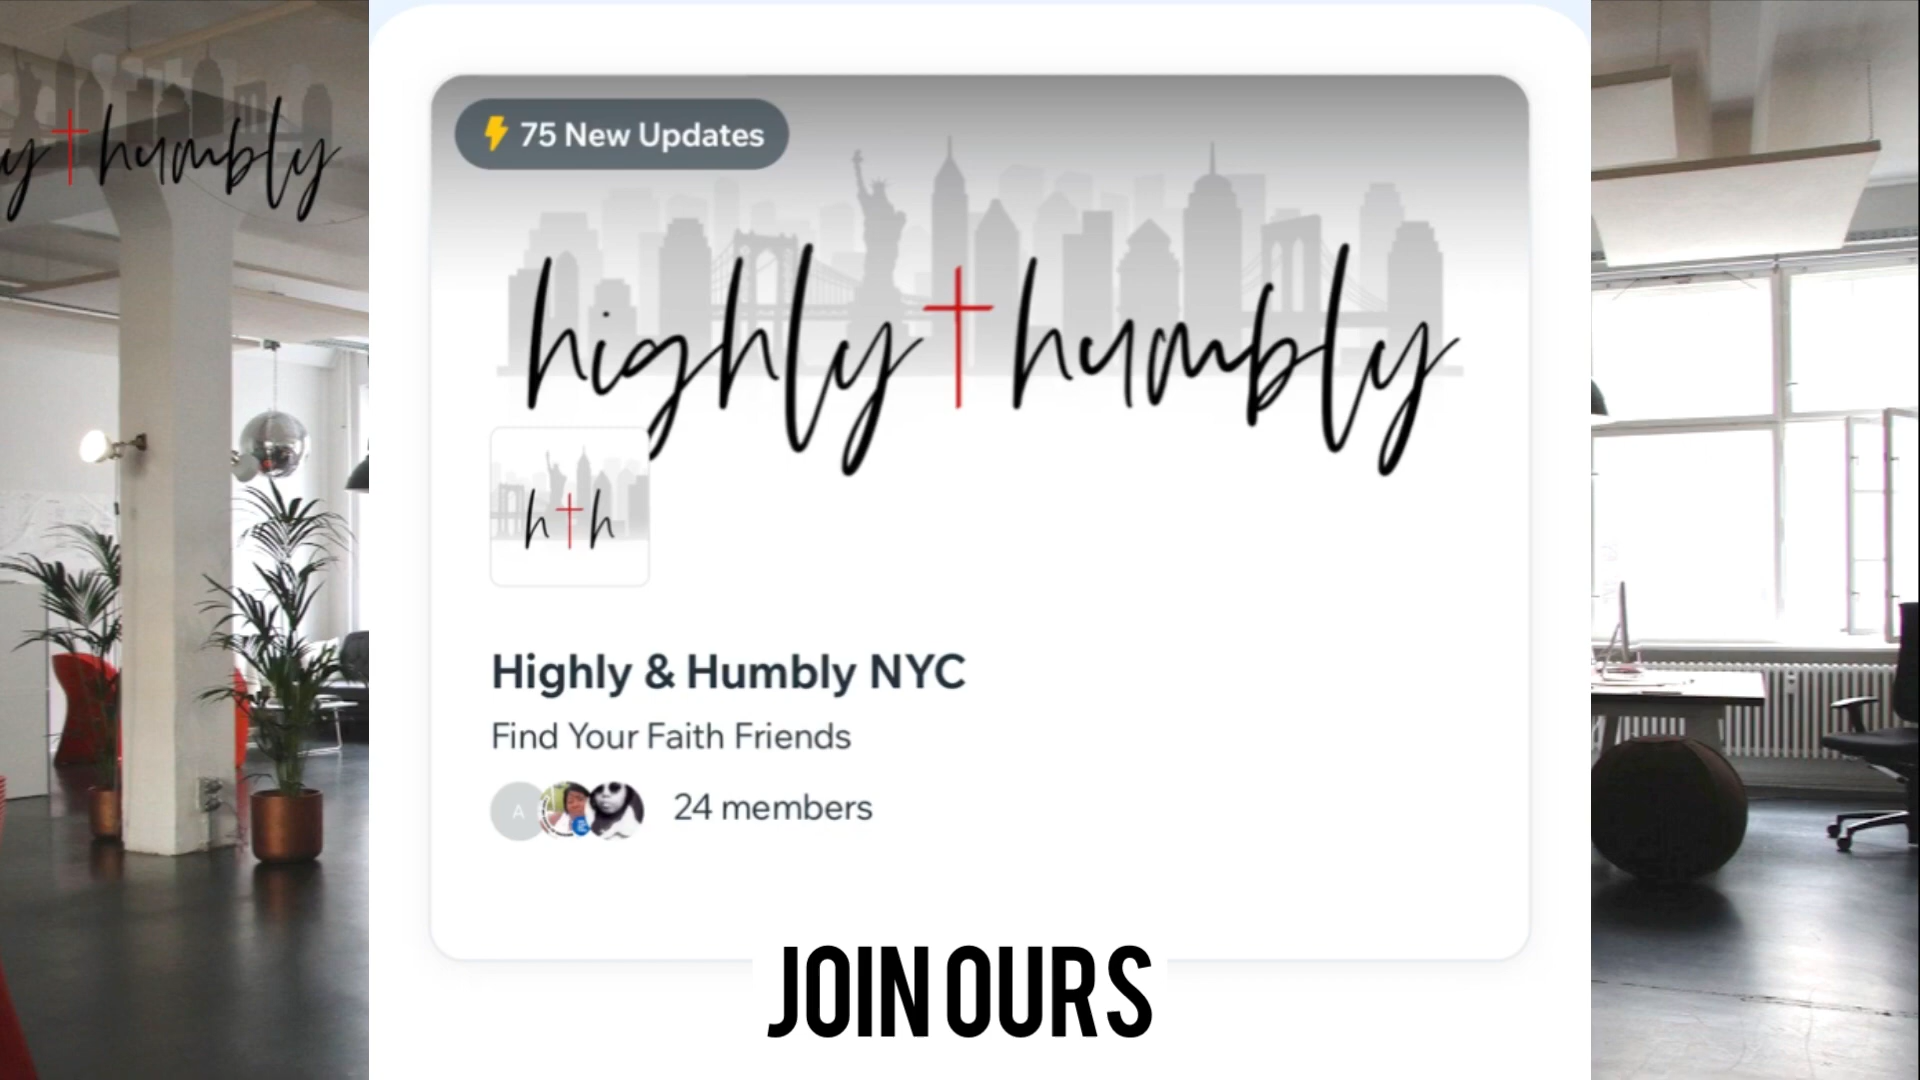 y humbly
75 New Updates
highly humbly
h h
Highly & Humbly NYC
Find Your Faith Friends
A
24 members
JOIN OURS